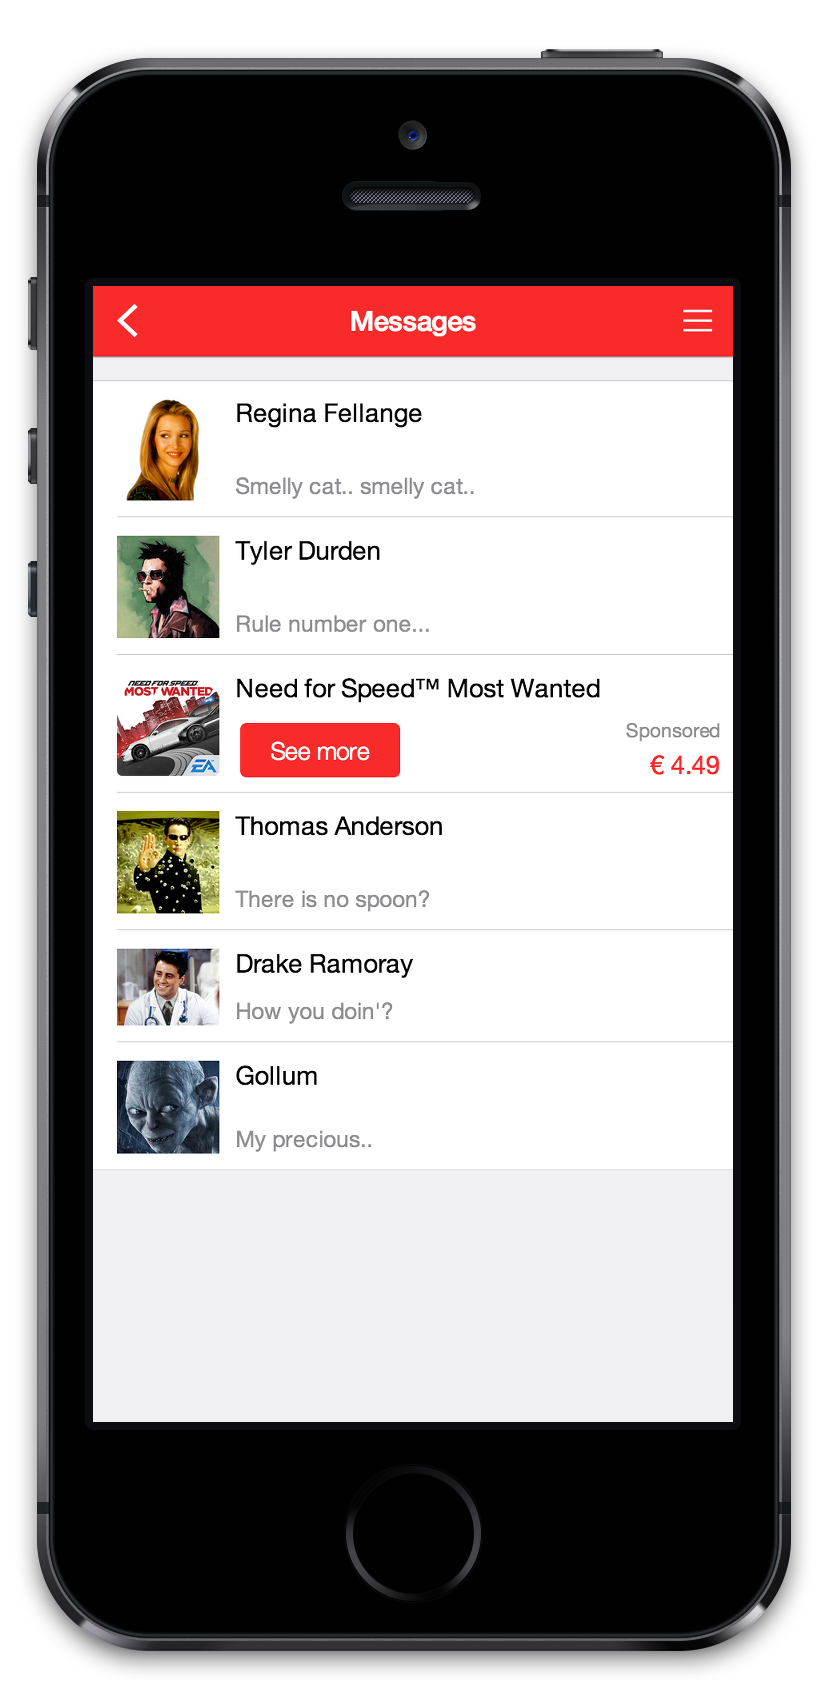 Messages
Regina Fellange
Smelly cat.. smelly cat..
Tyler Durden
Rule number one...
NEED FOR SPEED
MOST WANTED
Need for Speed™ Most Wanted
See more
Sponsored
€ 4.49
EA
Thomas Anderson
There is no spoon?
Drake Ramoray
How you doin'?
Gollum
My precious..